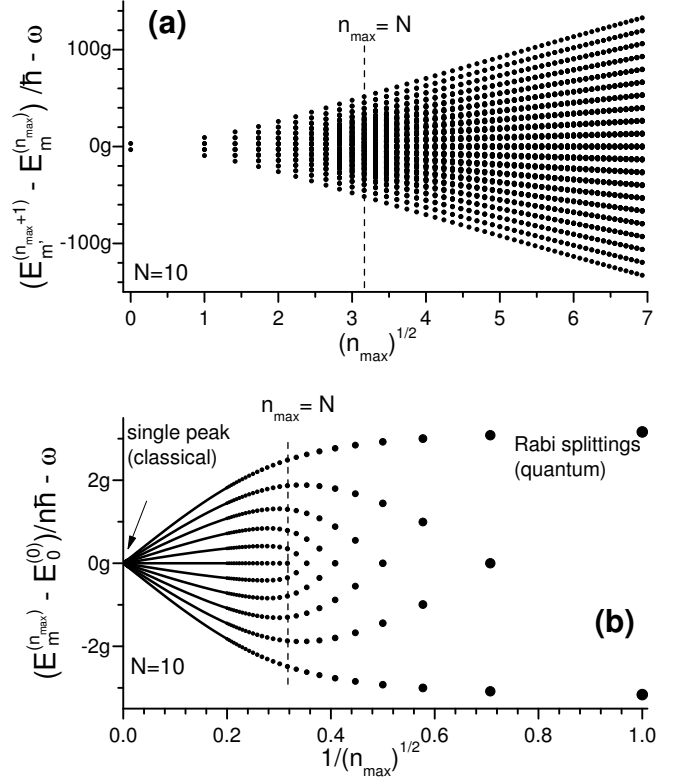 (a)
n_max = N
100g
0g
-100g
(E_m'^(n_max+1) - E_m^(n_max)) /ħ - ω
N=10
0 1 2 3 4 5 6 7
(n_max)^1/2
n_max = N
single peak
(classical)
Rabi splittings
(quantum)
2g
0g
-2g
(E_m^(n_max) - E_0^(0))/nħ - ω
(b)
N=10
0.0 0.2 0.4 0.6 0.8 1.0
1/(n_max)^1/2